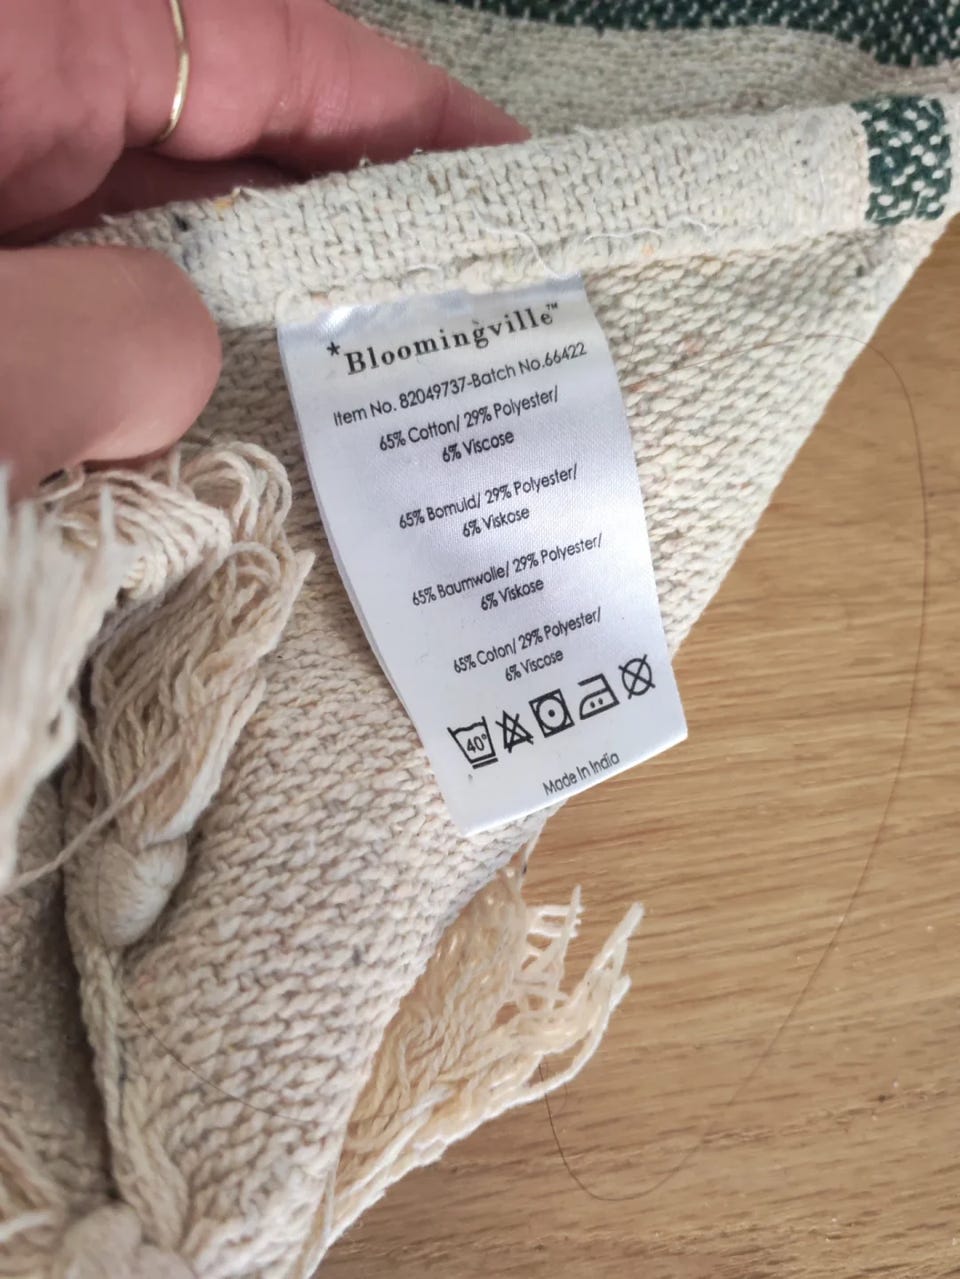 *Bloomingville™
Item No. 82049737-Batch No.66422
65% Cotton/ 29% Polyester/
6% Viscose
65% Bomuld/ 29% Polyester/
6% Viskose
65% Baumwolle/ 29% Polyester/
6% Viskose
65% Coton/ 29% Polyester/
6% Viscose
40°
Made In India